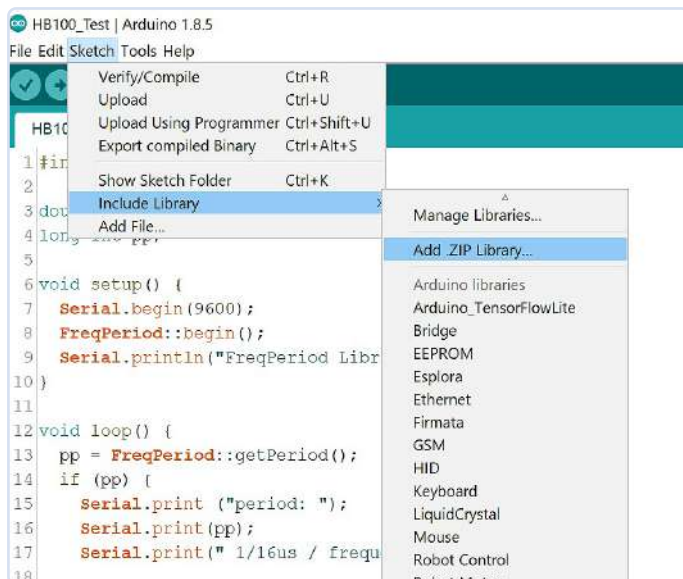 HB100_Test | Arduino 1.8.5
File Edit Sketch Tools Help
Verify/Compile Ctrl+R
Upload Ctrl+U
Upload Using Programmer Ctrl+Shift+U
Export compiled Binary Ctrl+Alt+S
Show Sketch Folder Ctrl+K
Include Library
Add File...
Manage Libraries...
Add .ZIP Library...
Arduino libraries
Arduino_TensorFlowLite
Bridge
EEPROM
Esplora
Ethernet
Firmata
GSM
HID
Keyboard
LiquidCrystal
Mouse
Robot Control
HB10
1 #in
2
3 dou
4 long int pp;
5
6 void setup() {
7 Serial.begin(9600);
8 FreqPeriod::begin();
9 Serial.println("FreqPeriod Libr
10 }
11
12 void loop() {
13 pp = FreqPeriod::getPeriod();
14 if (pp) {
15 Serial.print ("period: ");
16 Serial.print(pp);
17 Serial.print(" 1/16us / frequ
18